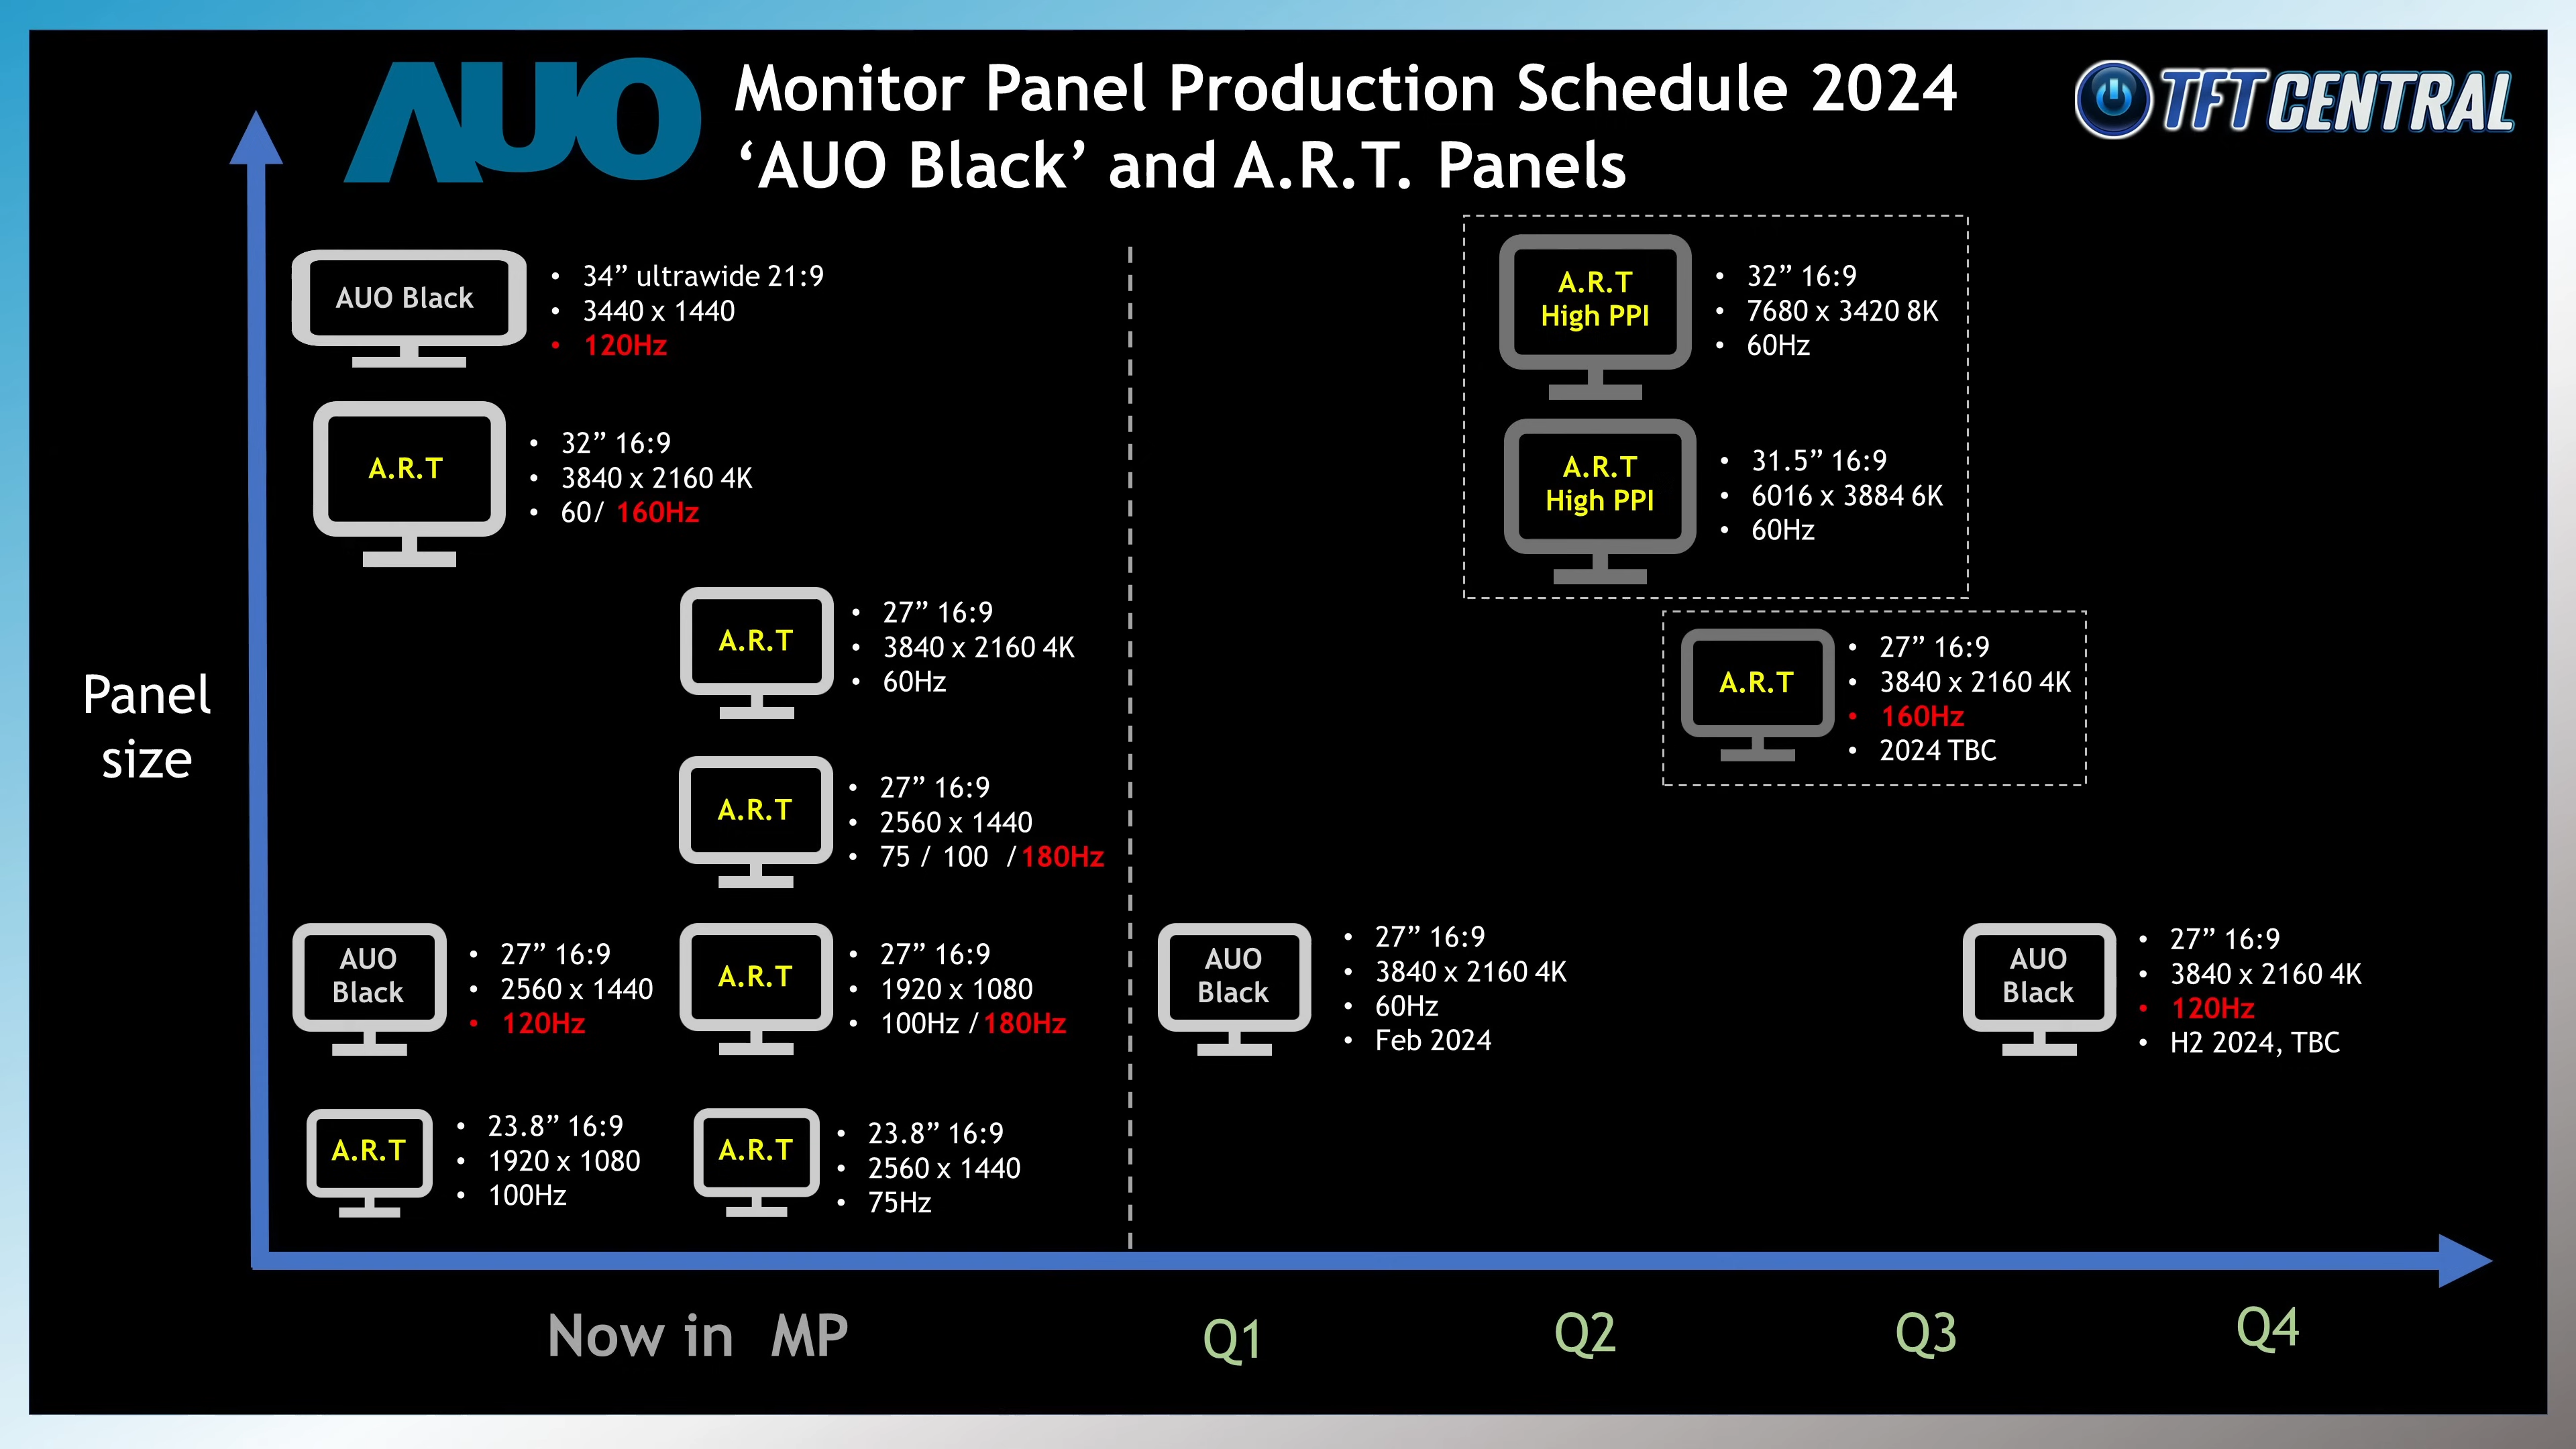 AUO
Monitor Panel Production Schedule 2024
‘AUO Black’ and A.R.T. Panels
TFTCENTRAL
Panel
size
AUO Black
• 34” ultrawide 21:9
• 3440 x 1440
• 120Hz
A.R.T
• 32” 16:9
• 3840 x 2160 4K
• 60/ 160Hz
A.R.T
• 27” 16:9
• 3840 x 2160 4K
• 60Hz
A.R.T
• 27” 16:9
• 2560 x 1440
• 75 / 100 / 180Hz
AUO
Black
• 27” 16:9
• 2560 x 1440
• 120Hz
A.R.T
• 27” 16:9
• 1920 x 1080
• 100Hz / 180Hz
A.R.T
• 23.8” 16:9
• 1920 x 1080
• 100Hz
A.R.T
• 23.8” 16:9
• 2560 x 1440
• 75Hz
A.R.T
High PPI
• 32” 16:9
• 7680 x 3420 8K
• 60Hz
A.R.T
High PPI
• 31.5” 16:9
• 6016 x 3884 6K
• 60Hz
A.R.T
• 27” 16:9
• 3840 x 2160 4K
• 160Hz
• 2024 TBC
AUO
Black
• 27” 16:9
• 3840 x 2160 4K
• 60Hz
• Feb 2024
AUO
Black
• 27” 16:9
• 3840 x 2160 4K
• 120Hz
• H2 2024, TBC
Now in MP
Q1
Q2
Q3
Q4